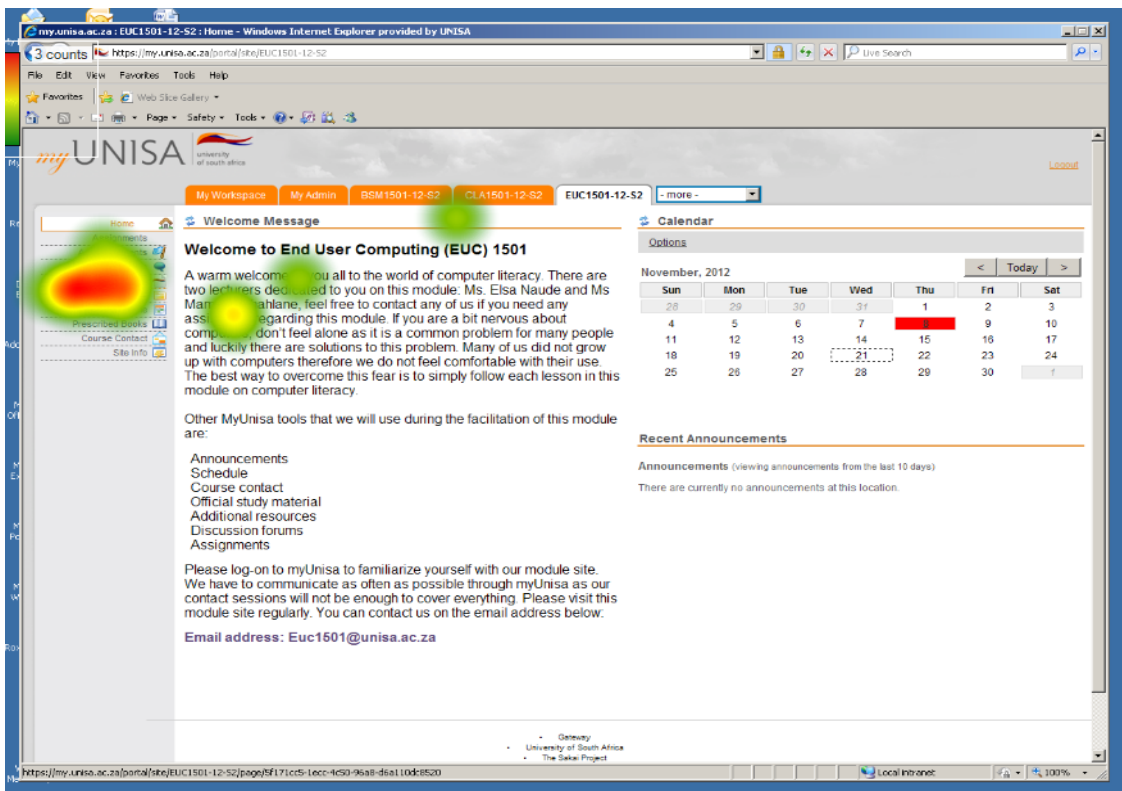 my.unisa.ac.za : EUC1501-12-S2 : Home - Windows Internet Explorer provided by UNISA
3 counts
https://my.unisa.ac.za/portal/site/EUC1501-12-S2
Live Search
File Edit View Favorites Tools Help
Favorites Web Slice Gallery
Page Safety Tools
myUNISA university of south africa
Logout
My Workspace My Admin BSM1501-12-S2 CLA1501-12-S2 EUC1501-12-S2 - more -
Home
Prescribed Books
Course Contact
Site Info
Welcome Message
Welcome to End User Computing (EUC) 1501
A warm welcome you all to the world of computer literacy. There are
two lecturers dedicated to you on this module: Ms. Elsa Naude and Ms
feel free to contact any of us if you need any
regarding this module. If you are a bit nervous about
don't feel alone as it is a common problem for many people
and luckily there are solutions to this problem. Many of us did not grow
up with computers therefore we do not feel comfortable with their use.
The best way to overcome this fear is to simply follow each lesson in this
module on computer literacy.
Other MyUnisa tools that we will use during the facilitation of this module
are:
Announcements
Schedule
Course contact
Official study material
Additional resources
Discussion forums
Assignments
Please log-on to myUnisa to familiarize yourself with our module site.
We have to communicate as often as possible through myUnisa as our
contact sessions will not be enough to cover everything. Please visit this
module site regularly. You can contact us on the email address below:
Email address: Euc1501@unisa.ac.za
Calendar
Options
November, 2012
< Today >
Sun Mon Tue Wed Thu Fri Sat
28 29 30 31 1 2 3
4 5 6 7 8 9 10
11 12 13 14 15 16 17
18 19 20 21 22 23 24
25 26 27 28 29 30 1
Recent Announcements
Announcements (viewing announcements from the last 10 days)
There are currently no announcements at this location.
Gateway
University of South Africa
The Sakai Project
https://my.unisa.ac.za/portal/site/EUC1501-12-S2/page/5f171cc5-1ecc-4c50-96a8-d6a110dc8520
Local intranet
100%